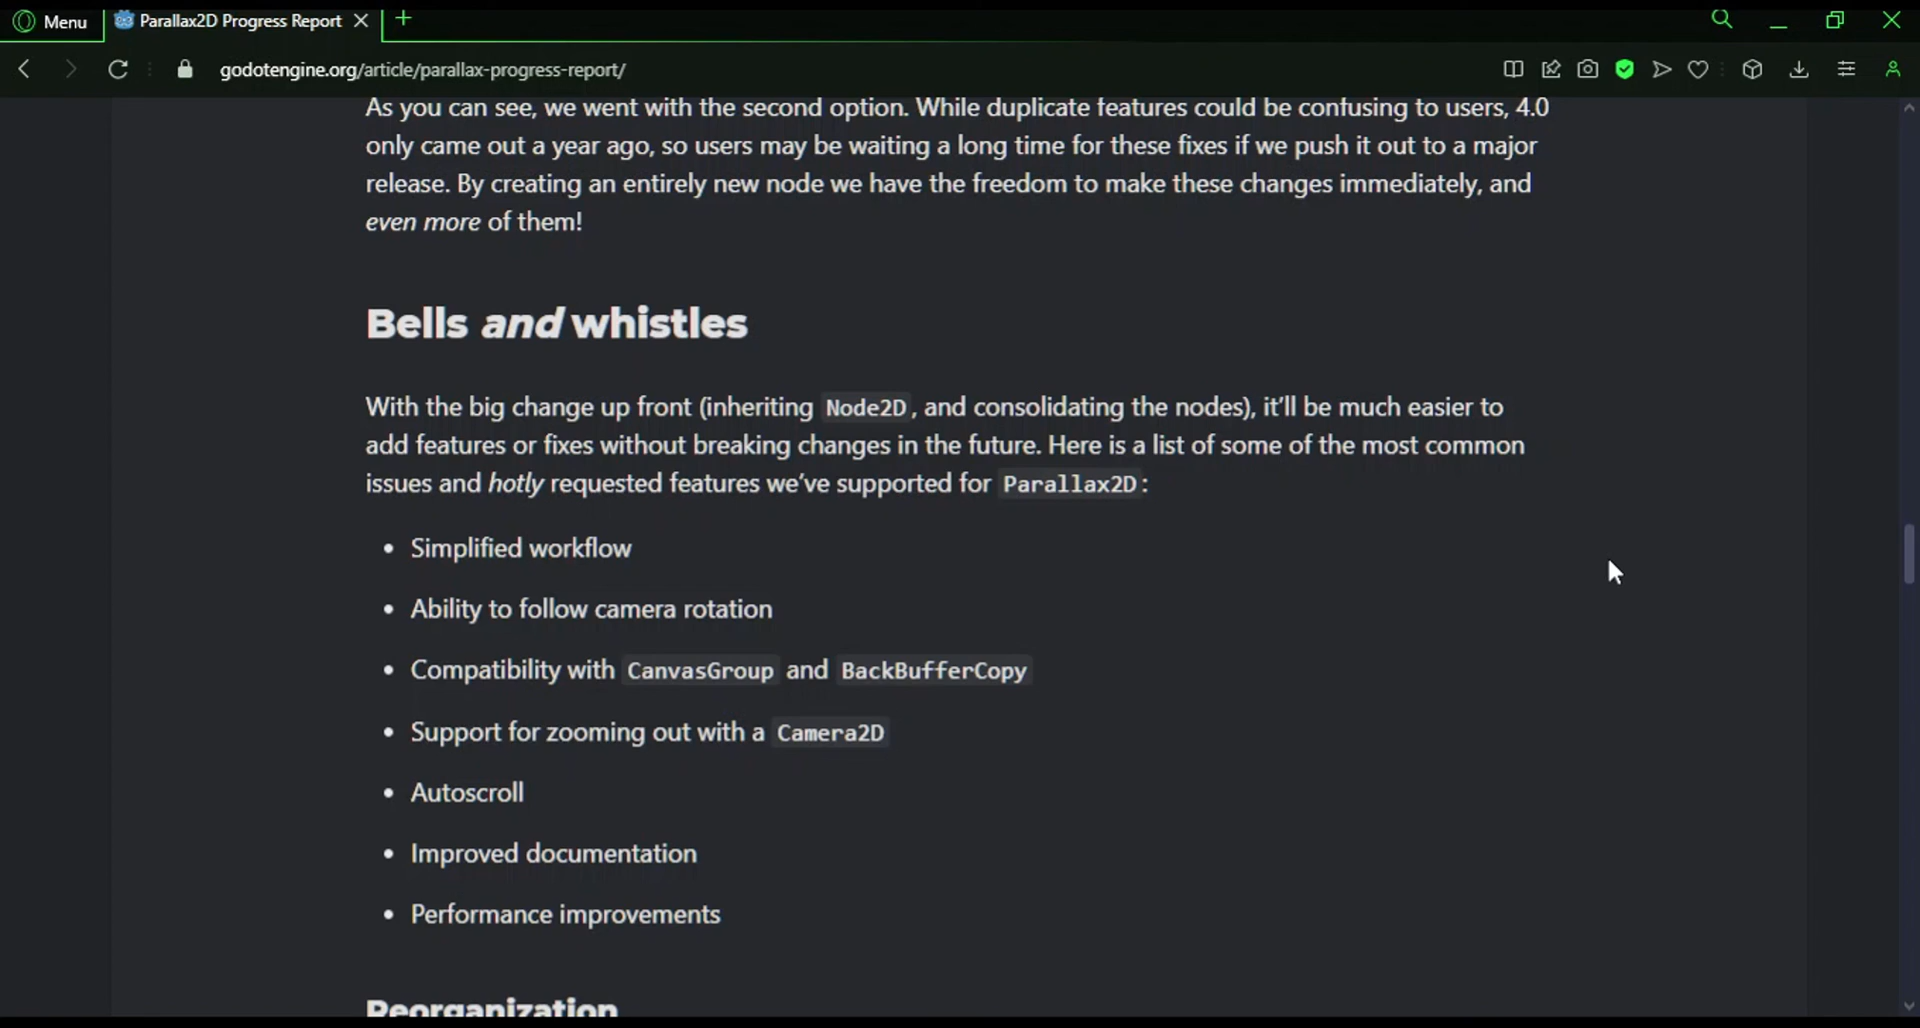 Menu
Parallax2D Progress Report
godotengine.org/article/parallax-progress-report/
As you can see, we went with the second option. While duplicate features could be confusing to users, 4.0
only came out a year ago, so users may be waiting a long time for these fixes if we push it out to a major
release. By creating an entirely new node we have the freedom to make these changes immediately, and
even more of them!
Bells and whistles
With the big change up front (inheriting Node2D, and consolidating the nodes), it’ll be much easier to
add features or fixes without breaking changes in the future. Here is a list of some of the most common
issues and hotly requested features we’ve supported for Parallax2D:
• Simplified workflow
• Ability to follow camera rotation
• Compatibility with CanvasGroup and BackBufferCopy
• Support for zooming out with a Camera2D
• Autoscroll
• Improved documentation
• Performance improvements
Reorganization